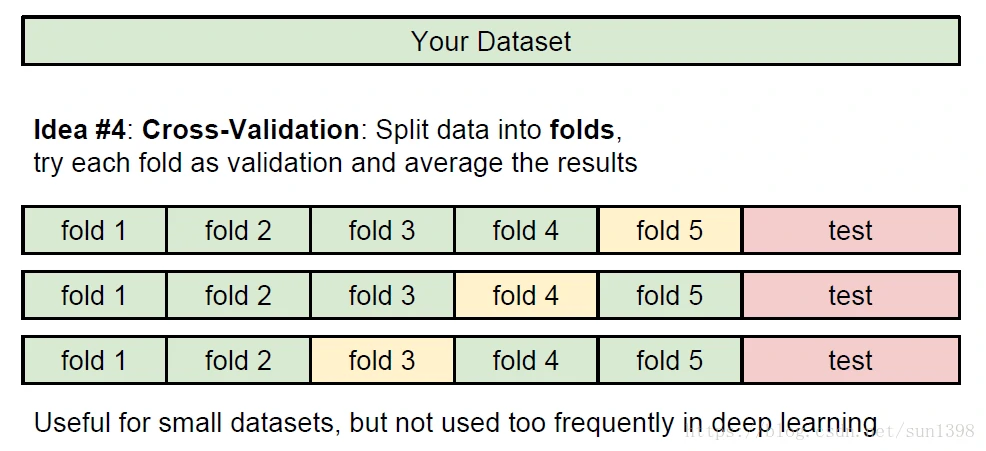 Your Dataset
Idea #4: Cross-Validation: Split data into folds,
try each fold as validation and average the results
fold 1 fold 2 fold 3 fold 4 fold 5 test
fold 1 fold 2 fold 3 fold 4 fold 5 test
fold 1 fold 2 fold 3 fold 4 fold 5 test
Useful for small datasets, but not used too frequently in deep learning
https://blog.csdn.net/sun1398